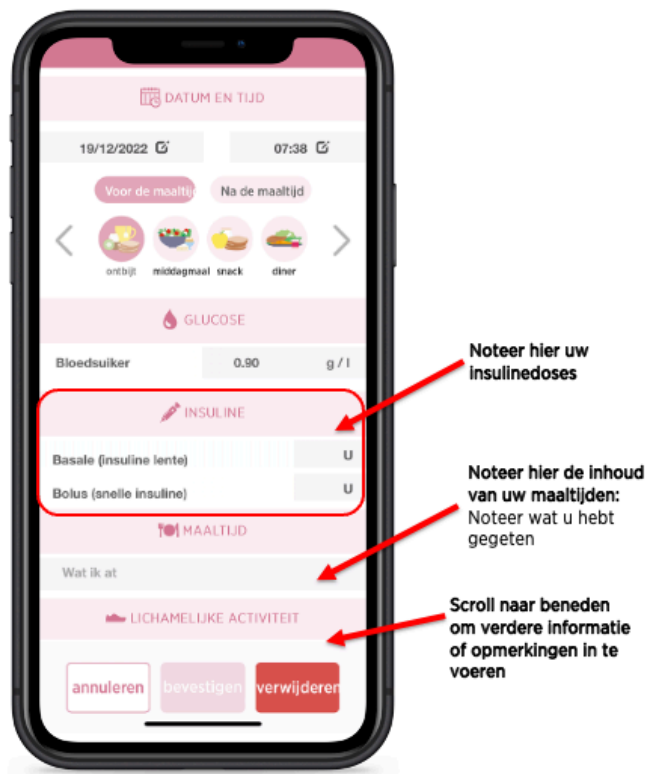 DATUM EN TIJD
19/12/2022 07:38
Voor de maaltijd Na de maaltijd
ontbijt middagmaal snack diner
GLUCOSE
Bloedsuiker 0.90 g / l
Noteer hier uw
insulinedoses
INSULINE
Basale (insuline lente) U
Bolus (snelle insuline) U
Noteer hier de inhoud
van uw maaltijden:
Noteer wat u hebt
gegeten
MAALTIJD
Wat ik at
LICHAMELIJKE ACTIVITEIT
Scroll naar beneden
om verdere informatie
of opmerkingen in te
voeren
annuleren bevestigen verwijderen